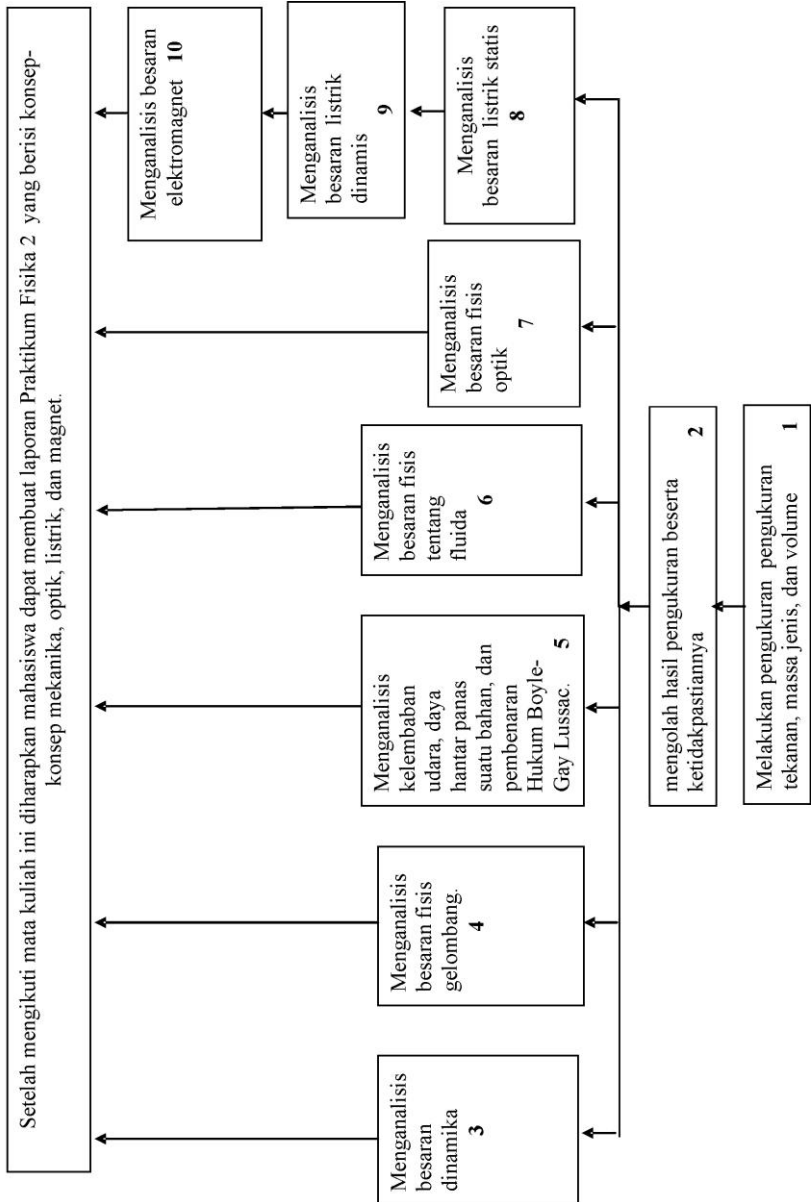 Setelah mengikuti mata kuliah ini diharapkan mahasiswa dapat membuat laporan Praktikum Fisika 2 yang berisi konsep-
konsep mekanika, optik, listrik, dan magnet.
Menganalisis besaran
elektromagnet 10
Menganalisis
besaran listrik
dinamis
9
Menganalisis
besaran listrik statis
8
Menganalisis
besaran fisis
optik
7
Menganalisis
besaran fisis
tentang
fluida
6
Menganalisis
kelembaban
udara, daya
hantar panas
suatu bahan, dan
pembenaran
Hukum Boyle-
Gay Lussac. 5
Menganalisis
besaran fisis
gelombang.
4
Menganalisis
besaran
dinamika
3
mengolah hasil pengukuran beserta
ketidakpastiannya 2
Melakukan pengukuran pengukuran
tekanan, massa jenis, dan volume 1